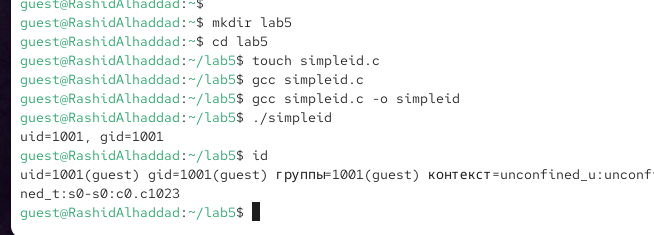 guest@RashidAlhaddad:~$
guest@RashidAlhaddad:~$ mkdir lab5
guest@RashidAlhaddad:~$ cd lab5
guest@RashidAlhaddad:~/lab5$ touch simpleid.c
guest@RashidAlhaddad:~/lab5$ gcc simpleid.c
guest@RashidAlhaddad:~/lab5$ gcc simpleid.c -o simpleid
guest@RashidAlhaddad:~/lab5$ ./simpleid
uid=1001, gid=1001
guest@RashidAlhaddad:~/lab5$ id
uid=1001(guest) gid=1001(guest) группы=1001(guest) контекст=unconfined_u:unconfi
ned_t:s0-s0:c0.c1023
guest@RashidAlhaddad:~/lab5$